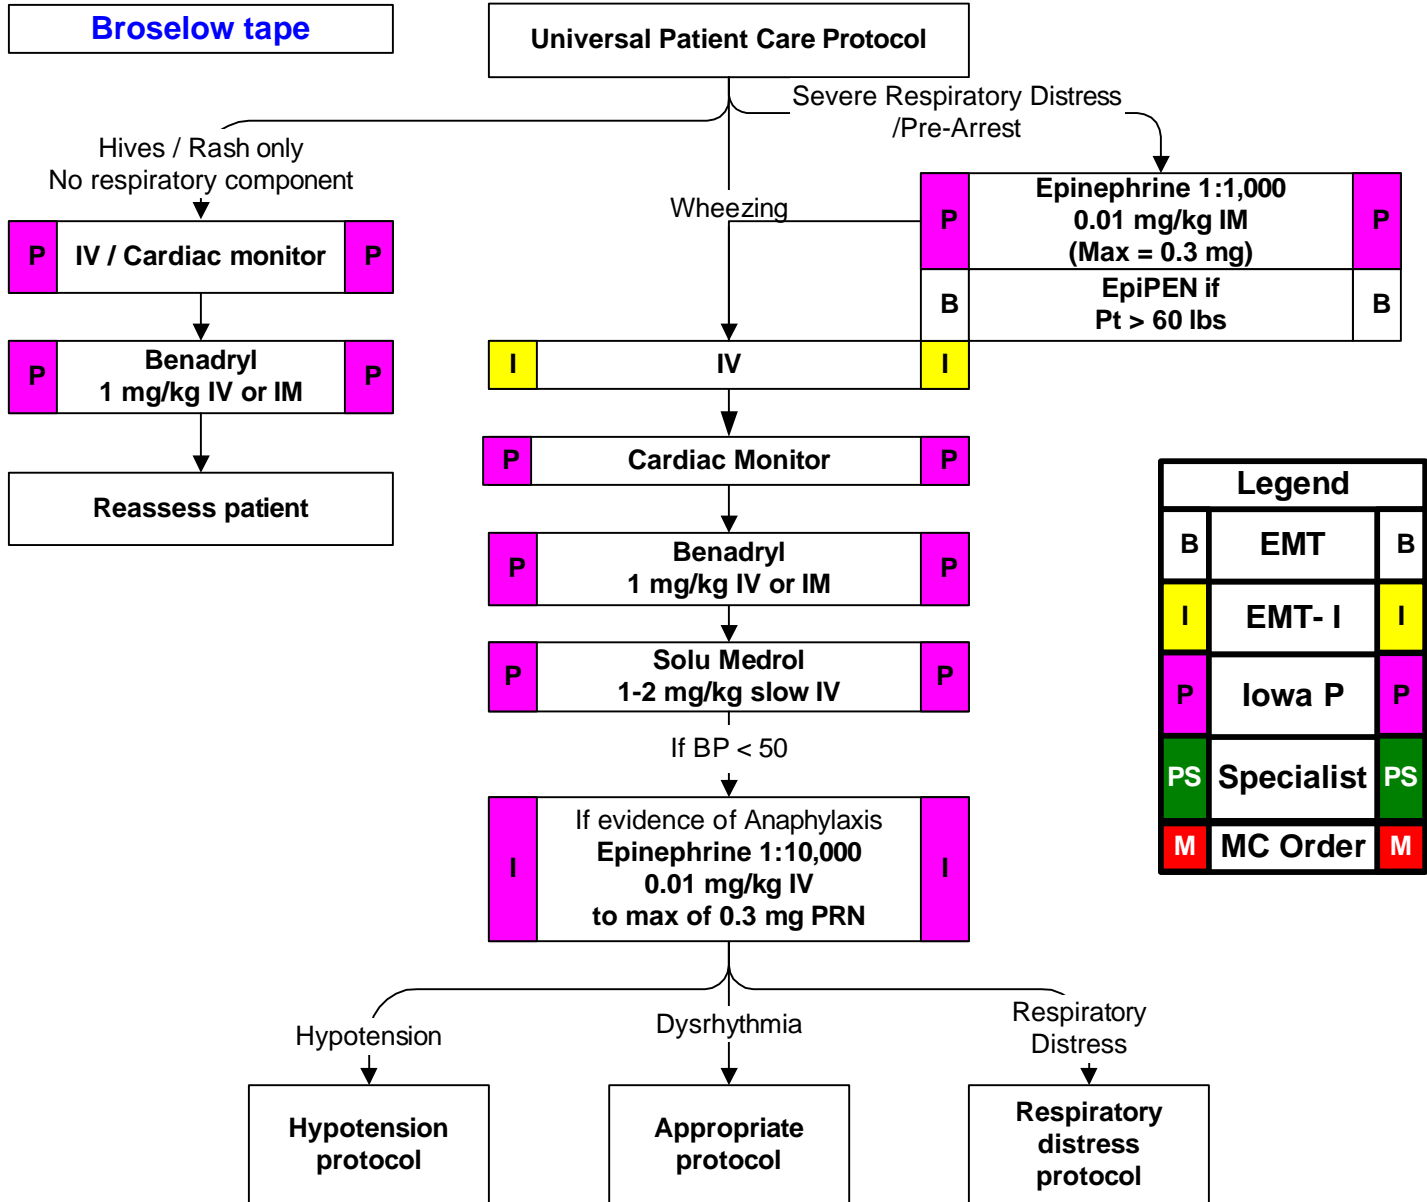 Broselow tape
Universal Patient Care Protocol
Severe Respiratory Distress
/Pre-Arrest
Hives / Rash only
No respiratory component
Wheezing
P Epinephrine 1:1,000 P
0.01 mg/kg IM
(Max = 0.3 mg)
B EpiPEN if B
Pt > 60 lbs
P IV / Cardiac monitor P
P Benadryl P
1 mg/kg IV or IM
Reassess patient
I IV I
P Cardiac Monitor P
P Benadryl P
1 mg/kg IV or IM
P Solu Medrol P
1-2 mg/kg slow IV
If BP < 50
I If evidence of Anaphylaxis I
Epinephrine 1:10,000
0.01 mg/kg IV
to max of 0.3 mg PRN
Hypotension
Dysrhythmia
Respiratory
Distress
Hypotension
protocol
Appropriate
protocol
Respiratory
distress
protocol
Legend
B EMT B
I EMT- I I
P Iowa P P
PS Specialist PS
M MC Order M